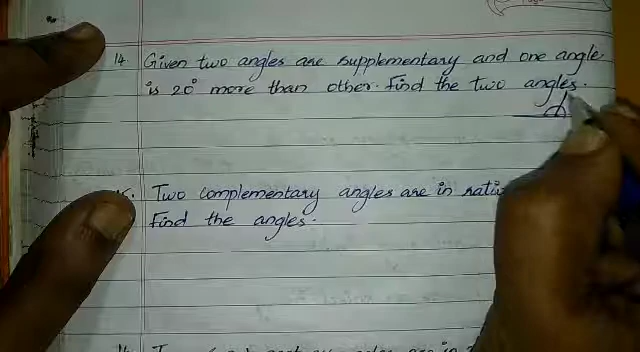 14. Given two angles are supplementary and one angle
is 20° more than other. Find the two angles.
Two complementary angles are in
Find the angles.